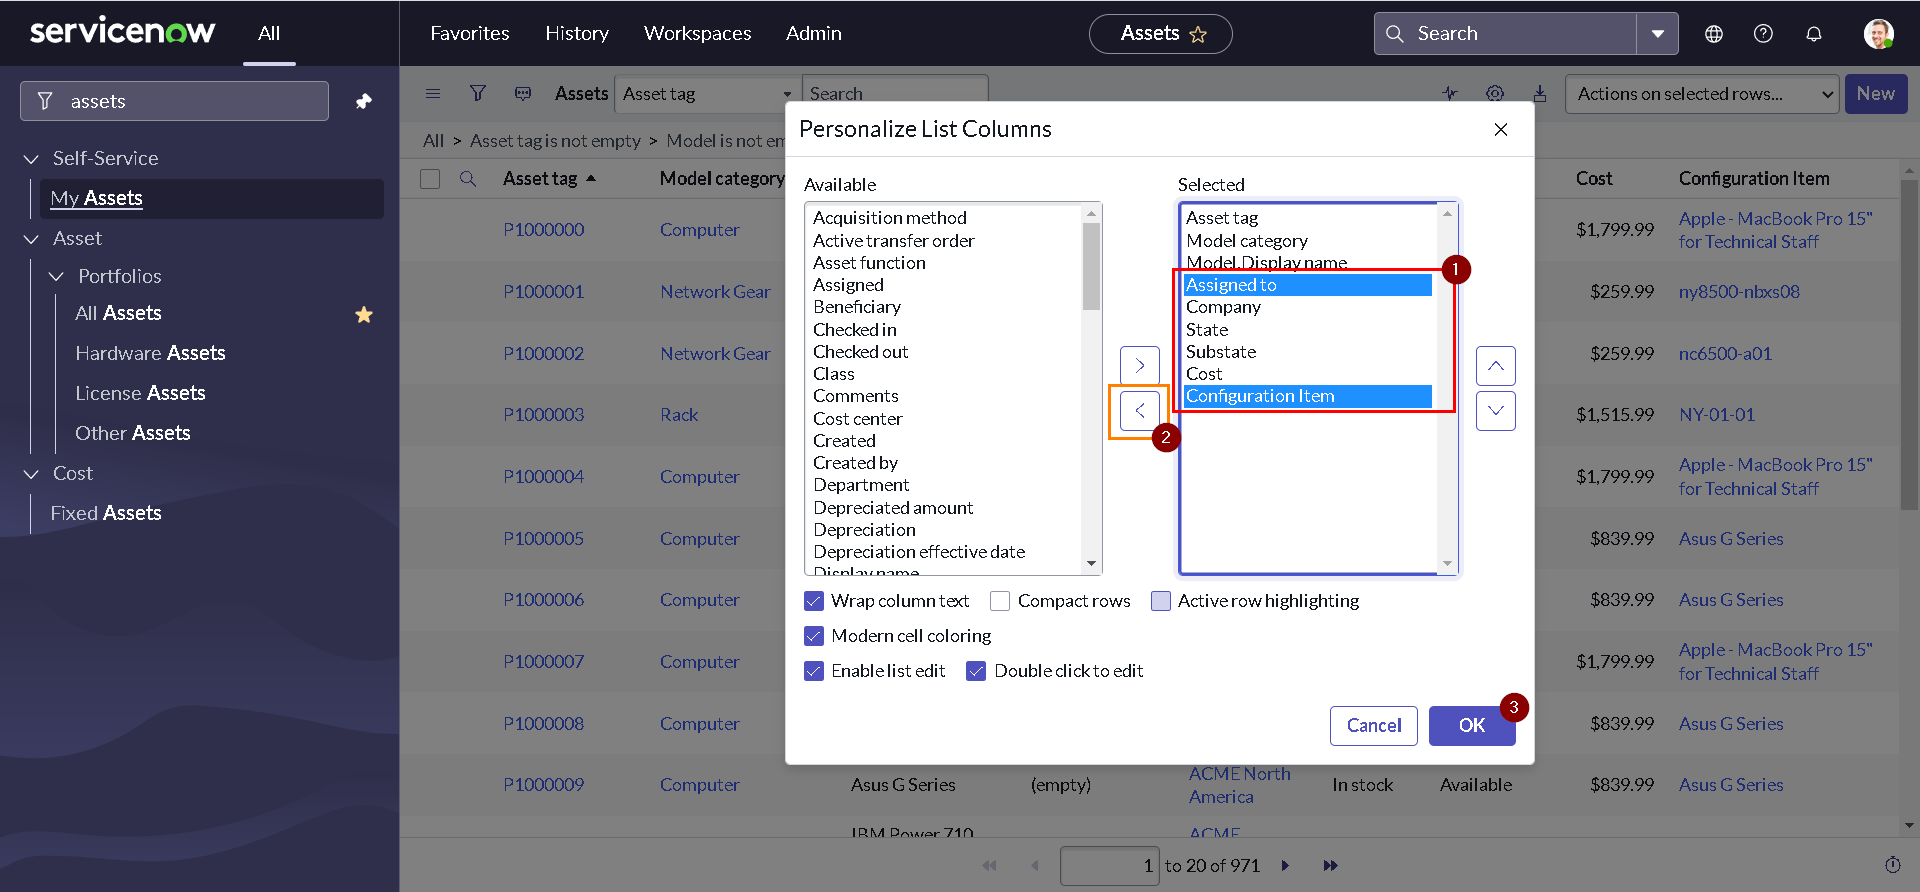 servicenow
All
Favorites
History
Workspaces
Admin
Assets
Search
assets
Self-Service
My Assets
Asset
Portfolios
All Assets
Hardware Assets
License Assets
Other Assets
Cost
Fixed Assets
Assets
Asset tag
Search
Actions on selected rows...
New
All > Asset tag is not empty > Model is not em
Asset tag
Model category
Cost
Configuration Item
P1000000
Computer
$1,799.99
Apple - MacBook Pro 15"
for Technical Staff
P1000001
Network Gear
$259.99
ny8500-nbxs08
P1000002
Network Gear
$259.99
nc6500-a01
P1000003
Rack
$1,515.99
NY-01-01
P1000004
Computer
$1,799.99
Apple - MacBook Pro 15"
for Technical Staff
P1000005
Computer
$839.99
Asus G Series
P1000006
Computer
$839.99
Asus G Series
P1000007
Computer
$1,799.99
Apple - MacBook Pro 15"
for Technical Staff
P1000008
Computer
$839.99
Asus G Series
P1000009
Computer
Asus G Series
(empty)
ACME North
America
In stock
Available
$839.99
Asus G Series
IBM Power 710
ACME
1 to 20 of 971
Personalize List Columns
Available
Acquisition method
Active transfer order
Asset function
Assigned
Beneficiary
Checked in
Checked out
Class
Comments
Cost center
Created
Created by
Department
Depreciated amount
Depreciation
Depreciation effective date
Display name
Selected
Asset tag
Model category
Model.Display name
Assigned to
Company
State
Substate
Cost
Configuration Item
1
2
Wrap column text
Compact rows
Active row highlighting
Modern cell coloring
Enable list edit
Double click to edit
Cancel
OK
3